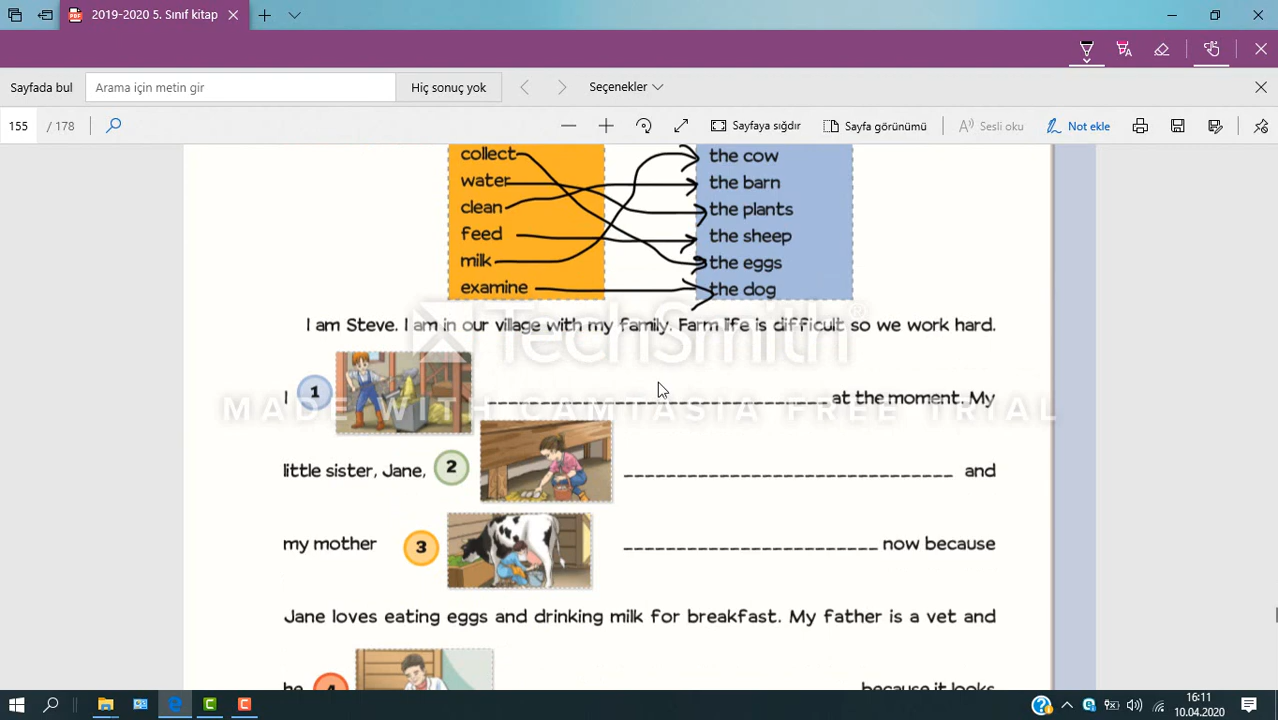 2019-2020 5. Sınıf kitap
Sayfada bul Arama için metin gir Hiç sonuç yok Seçenekler
155 / 178 Sayfaya sığdır Sayfa görünümü Sesli oku Not ekle
collect the cow
water the barn
clean the plants
feed the sheep
milk the eggs
examine the dog
TechSmith
I am Steve. I am in our village with my family. Farm life is difficult so we work hard.
I 1 at the moment. My
MADE WITH CAMTASIA FREE TRIAL
little sister, Jane, 2 and
my mother 3 now because
Jane loves eating eggs and drinking milk for breakfast. My father is a vet and
he 4 because it looks
16:11
10.04.2020